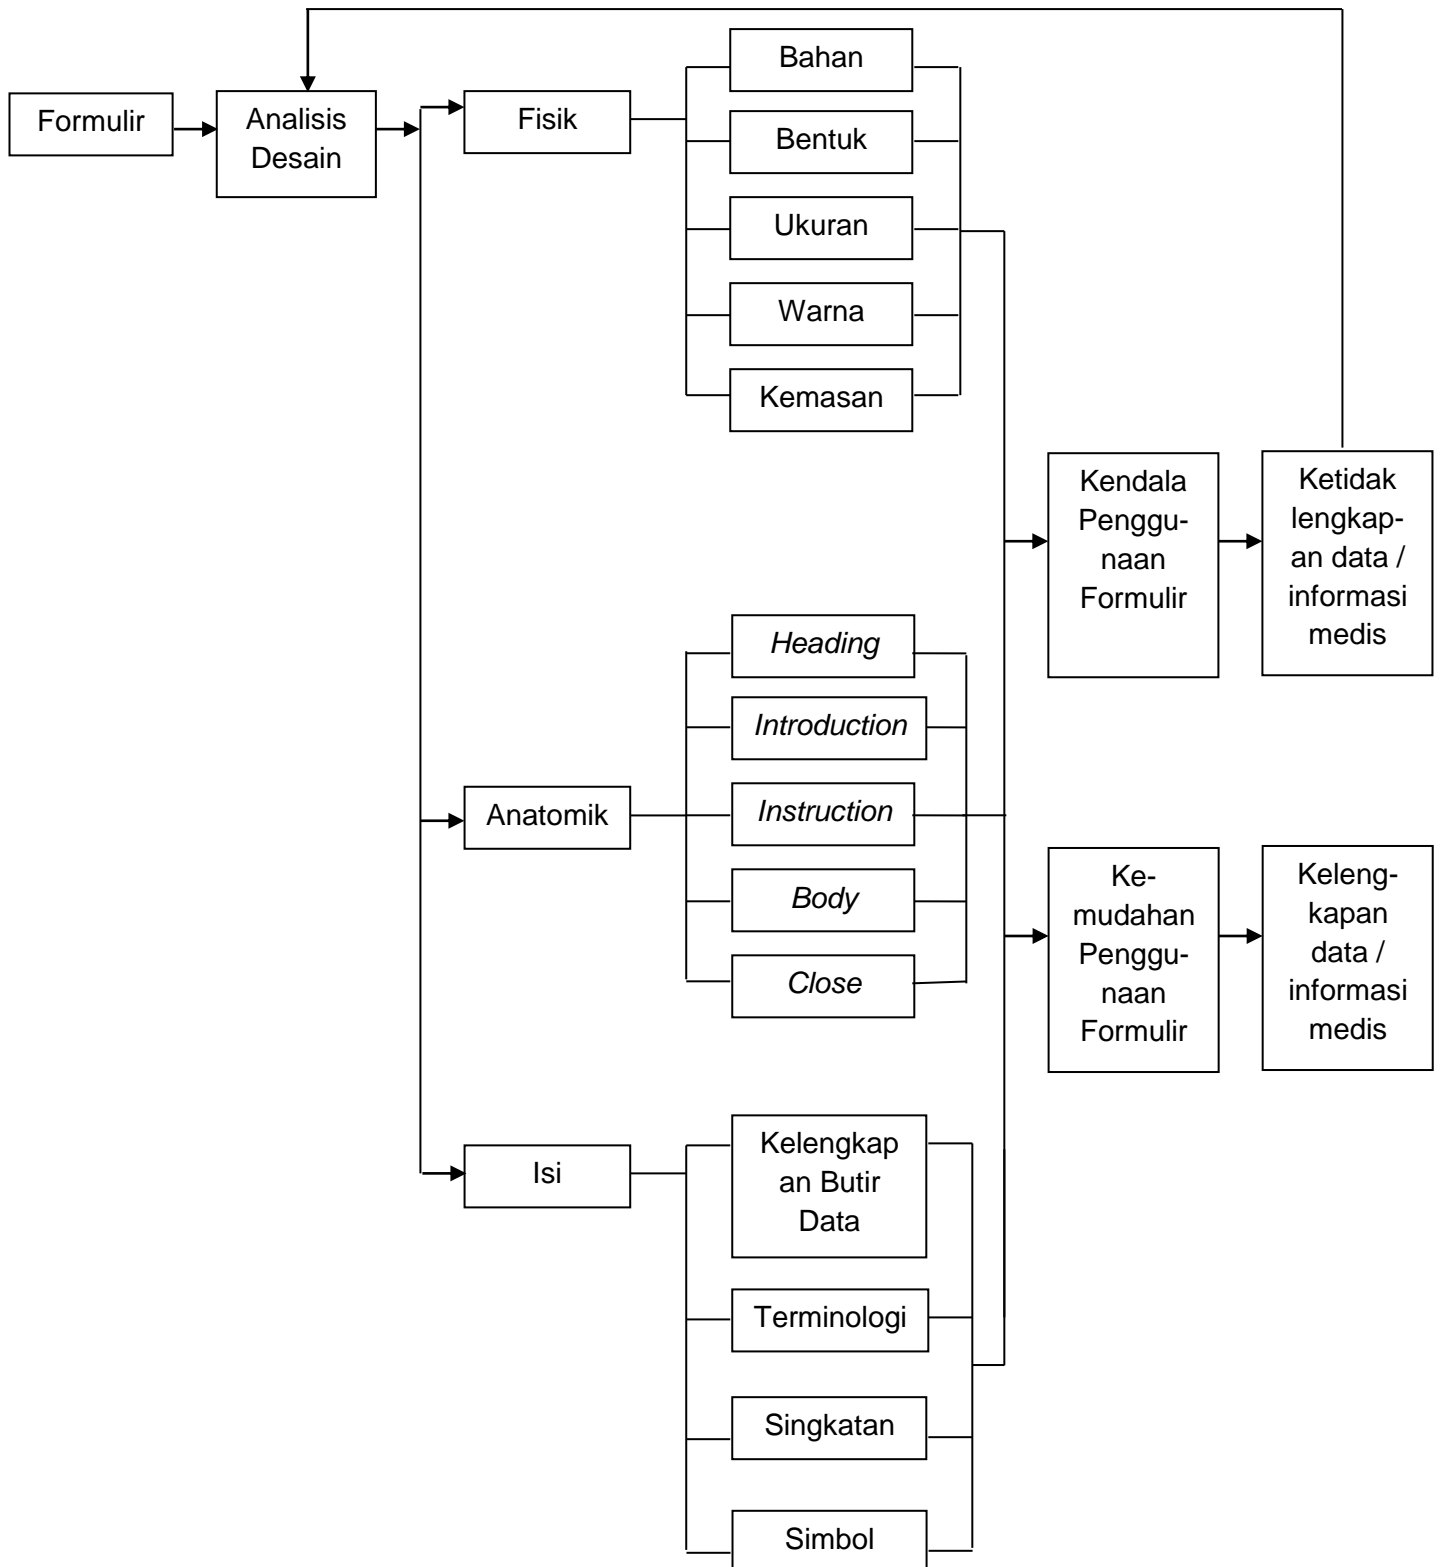 Formulir
Analisis
Desain
Fisik
Bahan
Bentuk
Ukuran
Warna
Kemasan
Anatomik
Heading
Introduction
Instruction
Body
Close
Isi
Kelengkap
an Butir
Data
Terminologi
Singkatan
Simbol
Kendala
Penggu-
naan
Formulir
Ketidak
lengkap-
an data /
informasi
medis
Ke-
mudahan
Penggu-
naan
Formulir
Keleng-
kapan
data /
informasi
medis